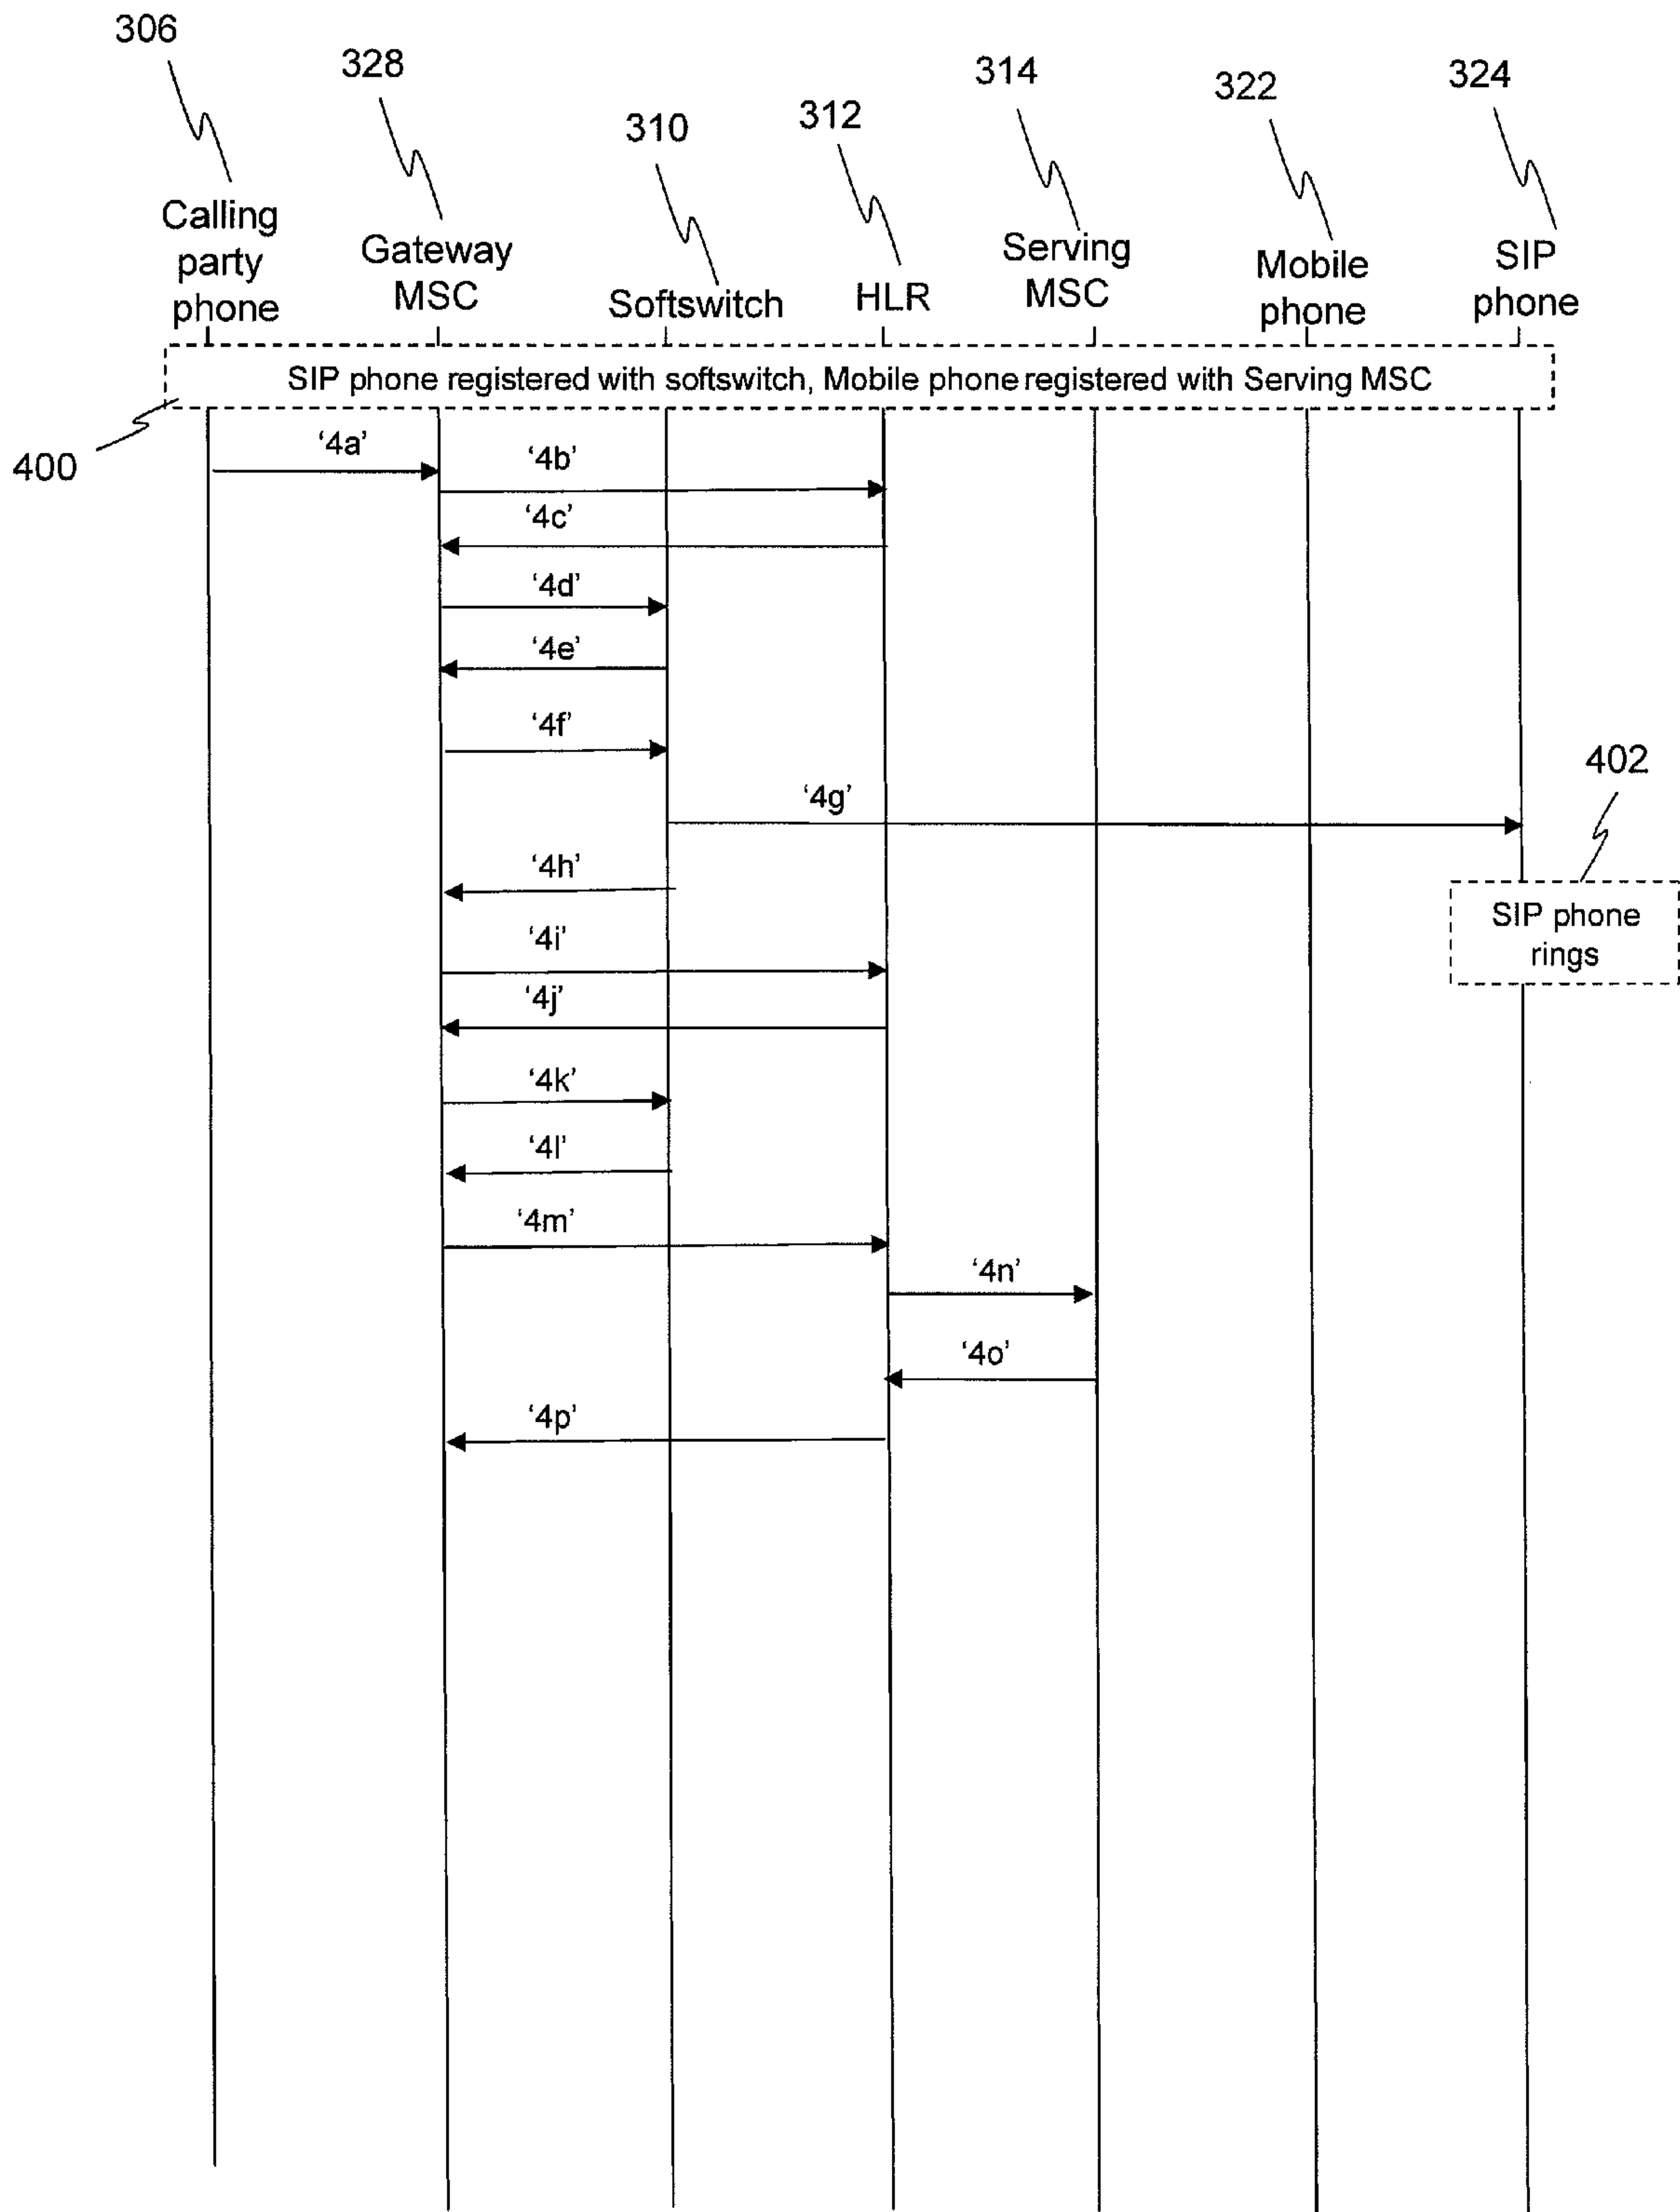 306
328
314
322
324
310
312
Calling
party
phone
Gateway
MSC
Softswitch
HLR
Serving
MSC
Mobile
phone
SIP
phone
SIP phone registered with softswitch, Mobile phone registered with Serving MSC
400
‘4a’
‘4b’
‘4c’
‘4d’
‘4e’
‘4f’
402
‘4g’
‘4h’
SIP phone
rings
‘4i’
‘4j’
‘4k’
‘4l’
‘4m’
‘4n’
‘4o’
‘4p’